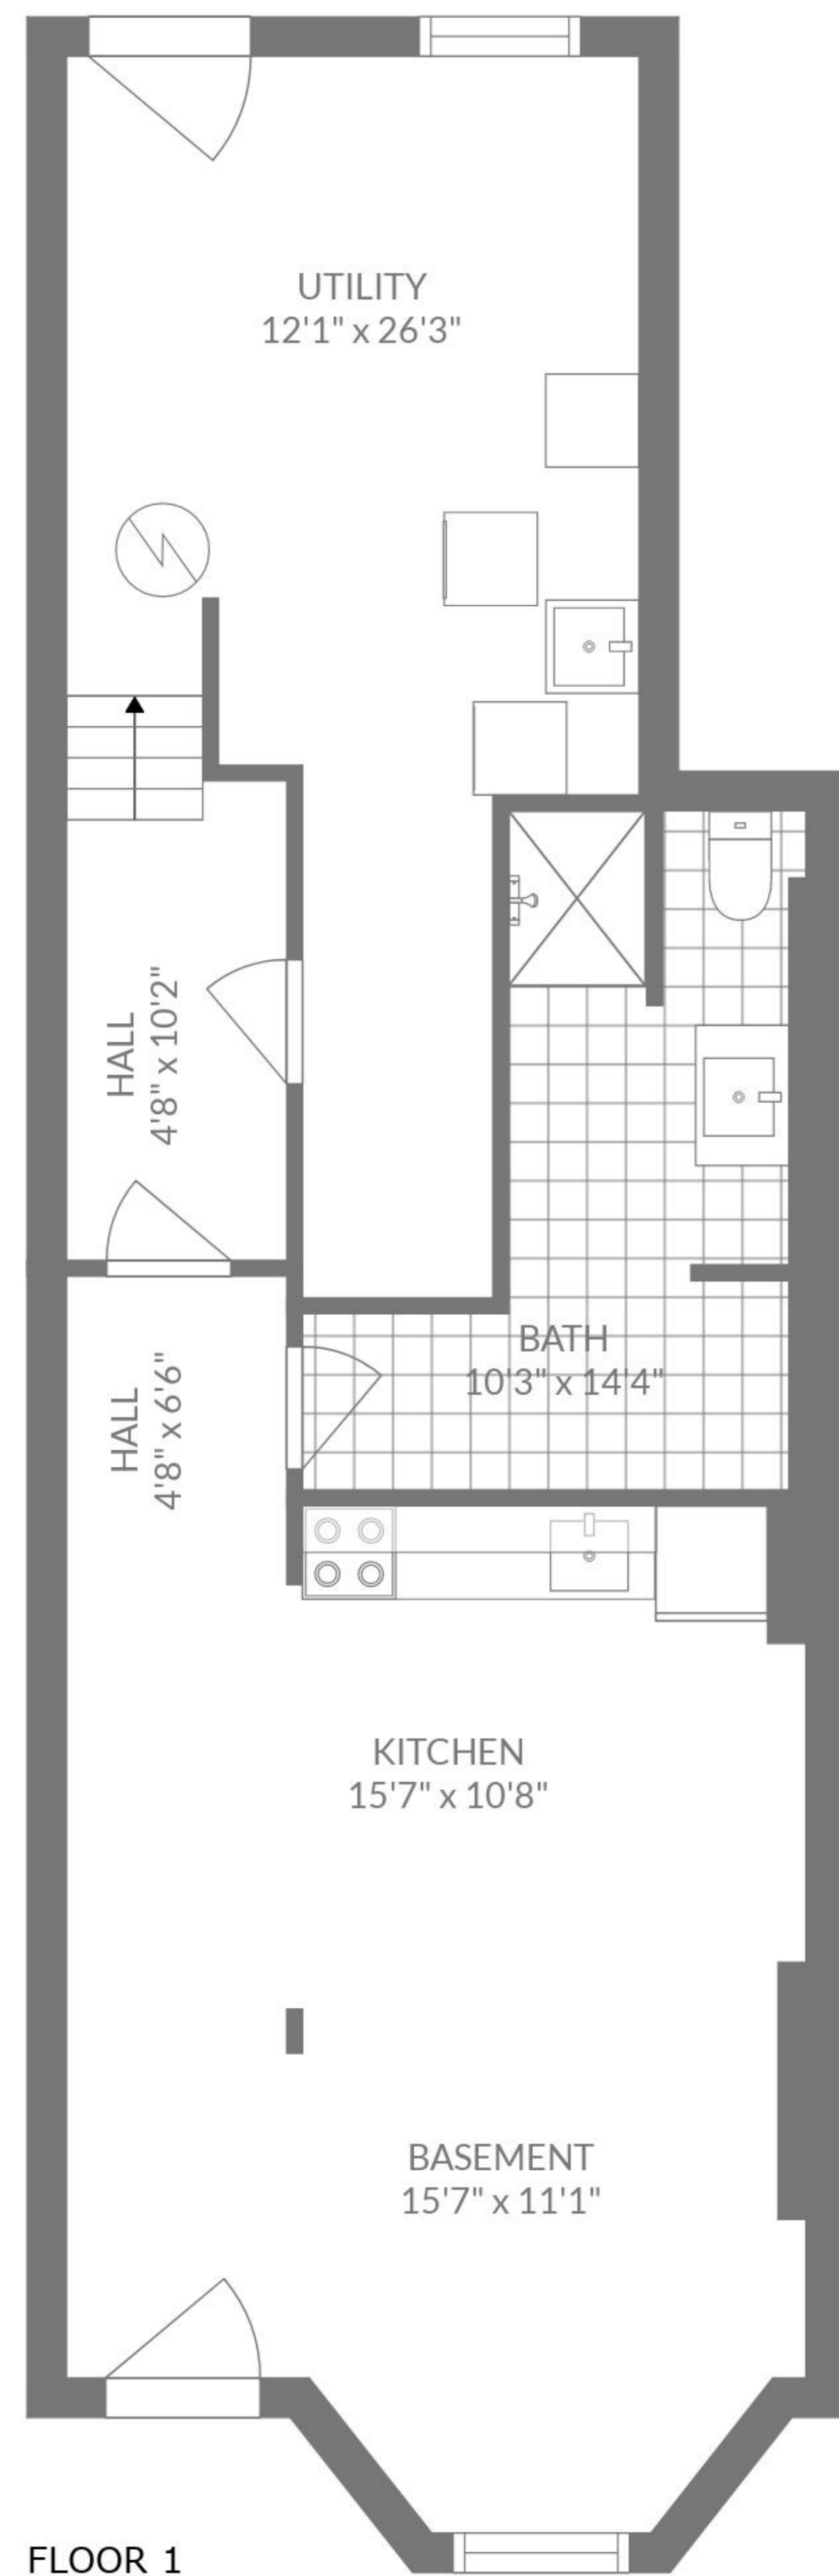 UTILITY
12'1" x 26'3"
HALL
4'8" x 10'2"
HALL
4'8" x 6'6"
BATH
10'3" x 14'4"
KITCHEN
15'7" x 10'8"
BASEMENT
15'7" x 11'1"
FLOOR 1